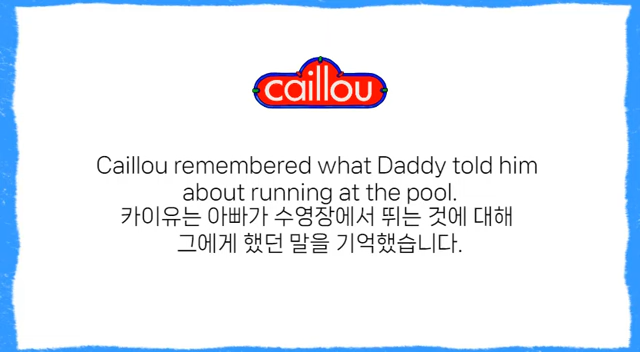 caillou
Caillou remembered what Daddy told him
about running at the pool.
카이유는 아빠가 수영장에서 뛰는 것에 대해
그에게 했던 말을 기억했습니다.